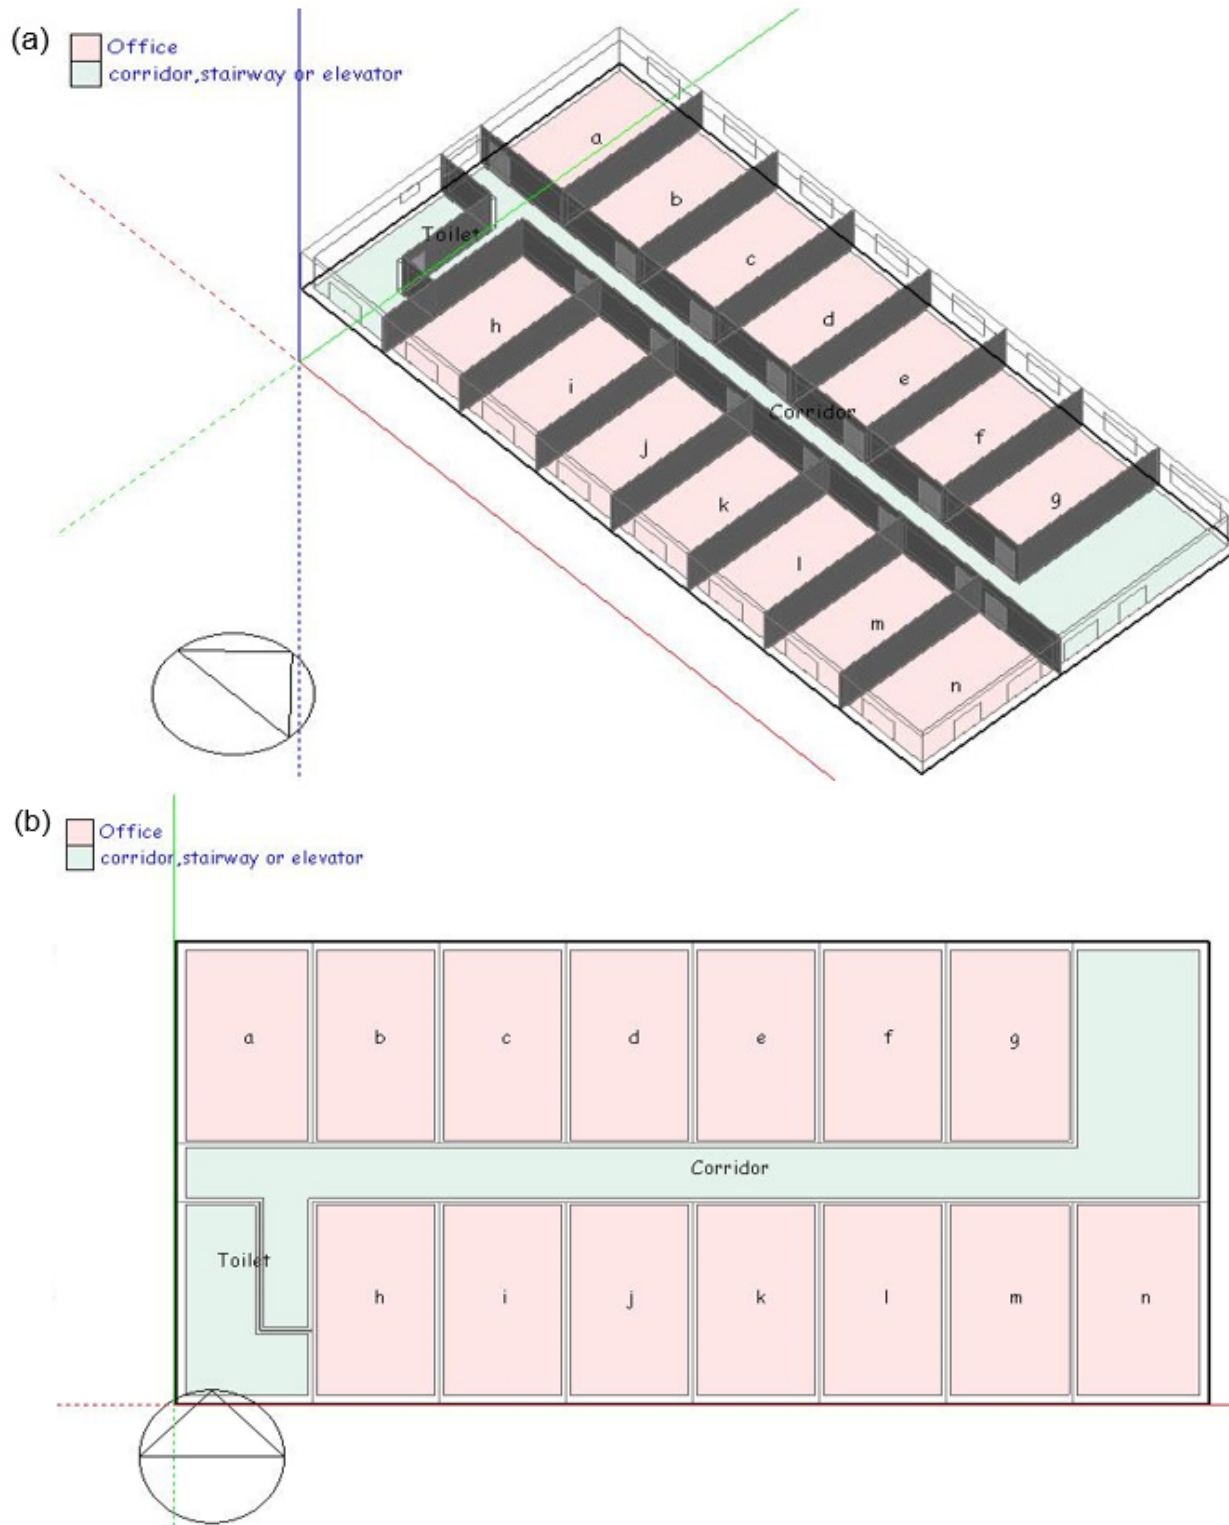 (a)
Office
corridor,stairway or elevator
a
b
c
d
e
f
g
Toilet
Corridor
h
i
j
k
l
m
n
(b)
Office
corridor,stairway or elevator
a b c d e f g
Corridor
Toilet
h i j k l m n